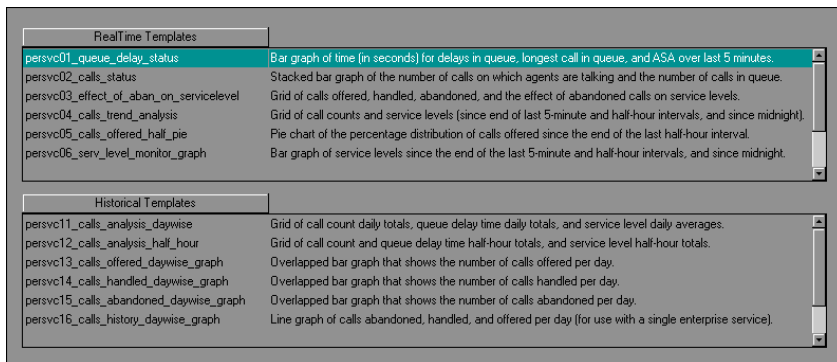 RealTime Templates
persvc01_queue_delay_status Bar graph of time (in seconds) for delays in queue, longest call in queue, and ASA over last 5 minutes.
persvc02_calls_status Stacked bar graph of the number of calls on which agents are talking and the number of calls in queue.
persvc03_effect_of_aban_on_servicelevel Grid of calls offered, handled, abandoned, and the effect of abandoned calls on service levels.
persvc04_calls_trend_analysis Grid of call counts and service levels (since end of last 5-minute and half-hour intervals, and since midnight).
persvc05_calls_offered_half_pie Pie chart of the percentage distribution of calls offered since the end of the last half-hour interval.
persvc06_serv_level_monitor_graph Bar graph of service levels since the end of the last 5-minute and half-hour intervals, and since midnight.
Historical Templates
persvc11_calls_analysis_daywise Grid of call count daily totals, queue delay time daily totals, and service level daily averages.
persvc12_calls_analysis_half_hour Grid of call count and queue delay time half-hour totals, and service level half-hour totals.
persvc13_calls_offered_daywise_graph Overlapped bar graph that shows the number of calls offered per day.
persvc14_calls_handled_daywise_graph Overlapped bar graph that shows the number of calls handled per day.
persvc15_calls_abandoned_daywise_graph Overlapped bar graph that shows the number of calls abandoned per day.
persvc16_calls_history_daywise_graph Line graph of calls abandoned, handled, and offered per day (for use with a single enterprise service).